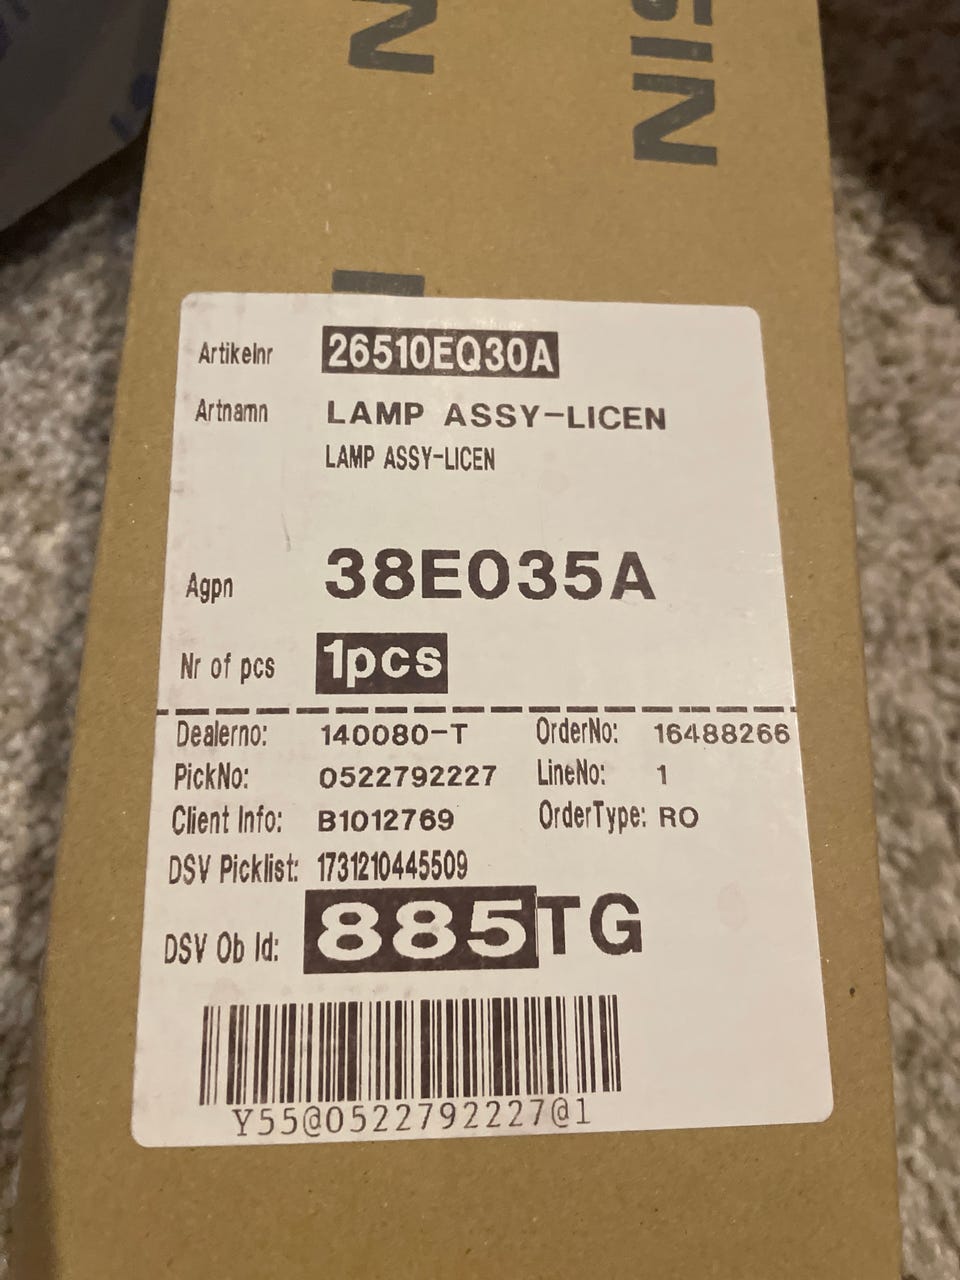 Artikelnr 26510EQ30A
Artnamn LAMP ASSY-LICEN
LAMP ASSY-LICEN
Agpn 38E035A
Nr of pcs 1pcs
Dealerno: 140080-T OrderNo: 16488266
PickNo: 0522792227 LineNo: 1
Client Info: B1012769 OrderType: RO
DSV Picklist: 1731210445509
DSV Ob Id: 885TG
Y55@0522792227@1